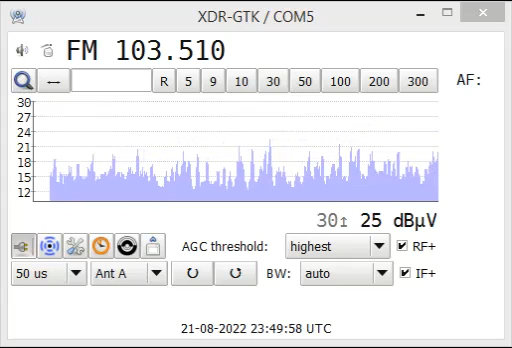 XDR-GTK / COM5
FM 103.510
R 5 9 10 30 50 100 200 300 AF:
30
27
24
21
18
15
12
30↥ 25 dBµV
AGC threshold: highest RF+
50 us Ant A BW: auto IF+
21-08-2022 23:49:58 UTC